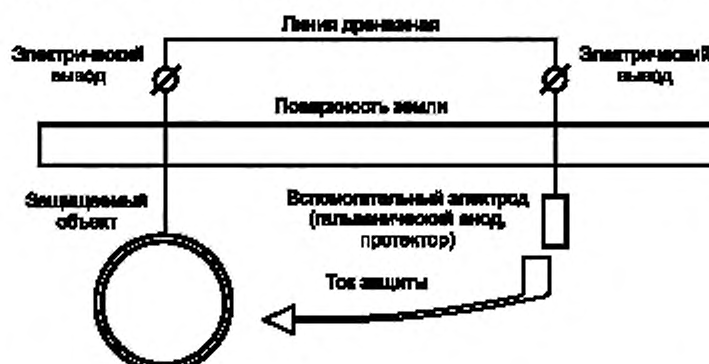 Линия дренажная
Электрический
вывод
Электрический
вывод
Поверхность земли
Защищаемый
объект
Вспомогательный электрод
(гальванический анод,
протектор)
Ток защиты